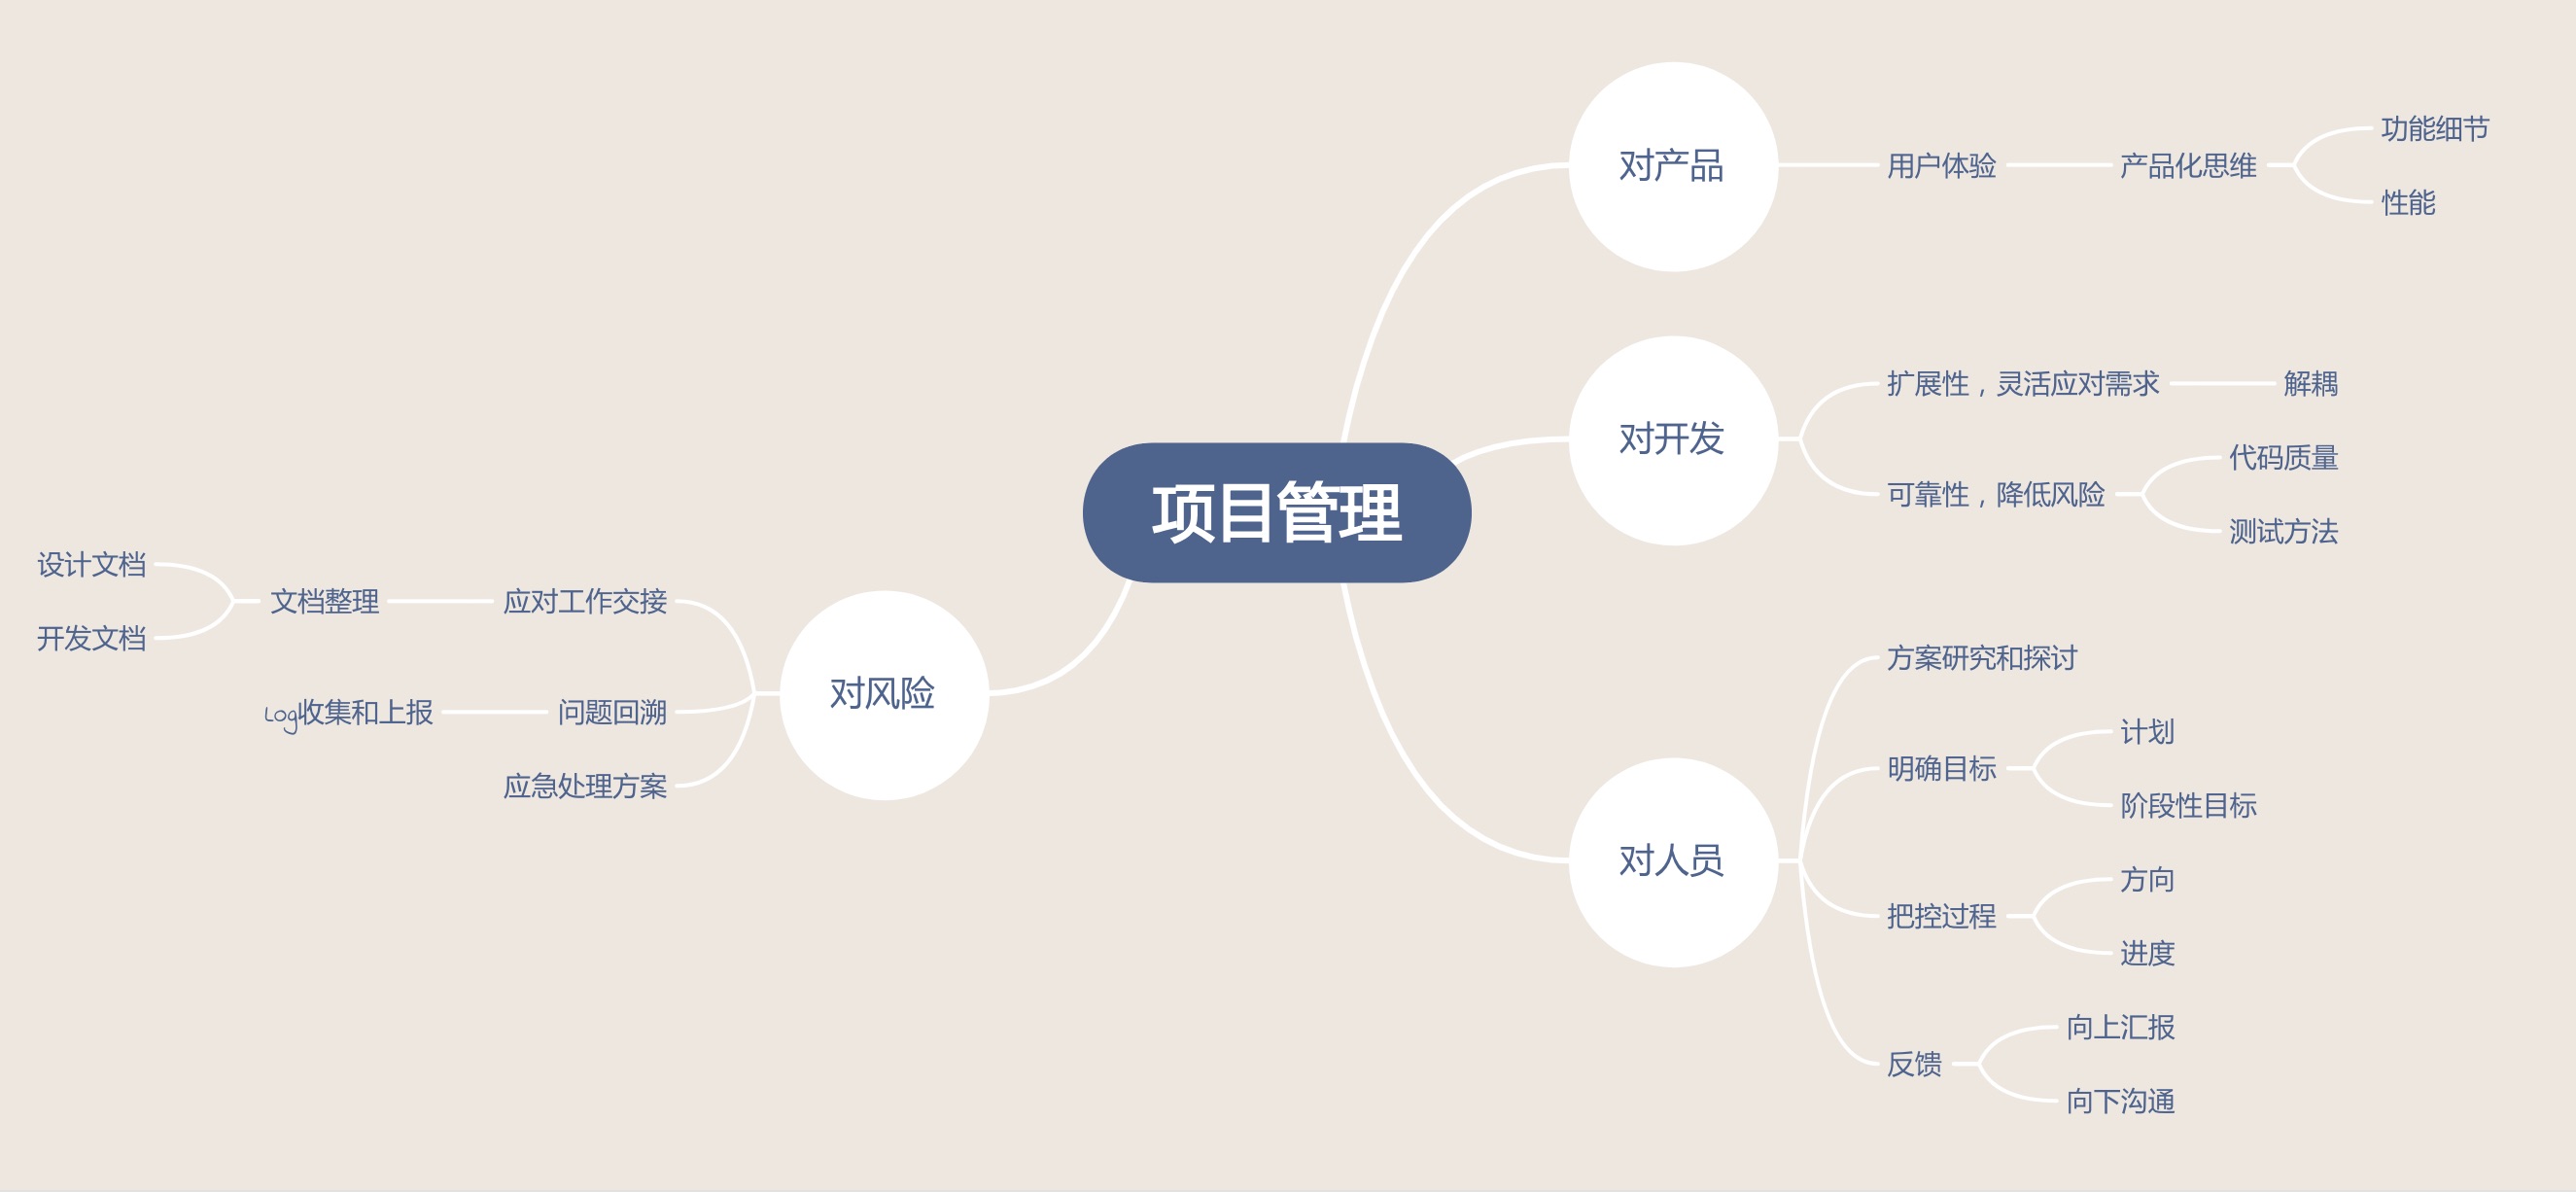 项目管理
对产品
用户体验
产品化思维
功能细节
性能
对开发
扩展性，灵活应对需求
解耦
可靠性，降低风险
代码质量
测试方法
对人员
方案研究和探讨
明确目标
计划
阶段性目标
把控过程
方向
进度
反馈
向上汇报
向下沟通
对风险
应对工作交接
文档整理
设计文档
开发文档
问题回溯
log收集和上报
应急处理方案